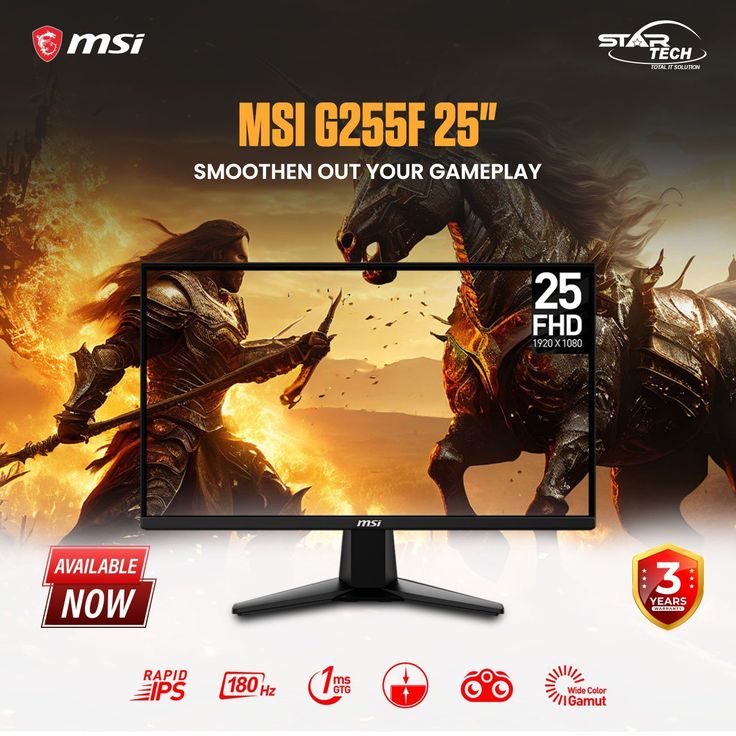 msi
STAR
TECH
TOTAL IT SOLUTION
MSI G255F 25"
SMOOTHEN OUT YOUR GAMEPLAY
25
FHD
1920 X 1080
msi
AVAILABLE
NOW
3
YEARS
WARRANTY
RAPID
IPS
180Hz
1ms
GTG
Wide Color
Gamut